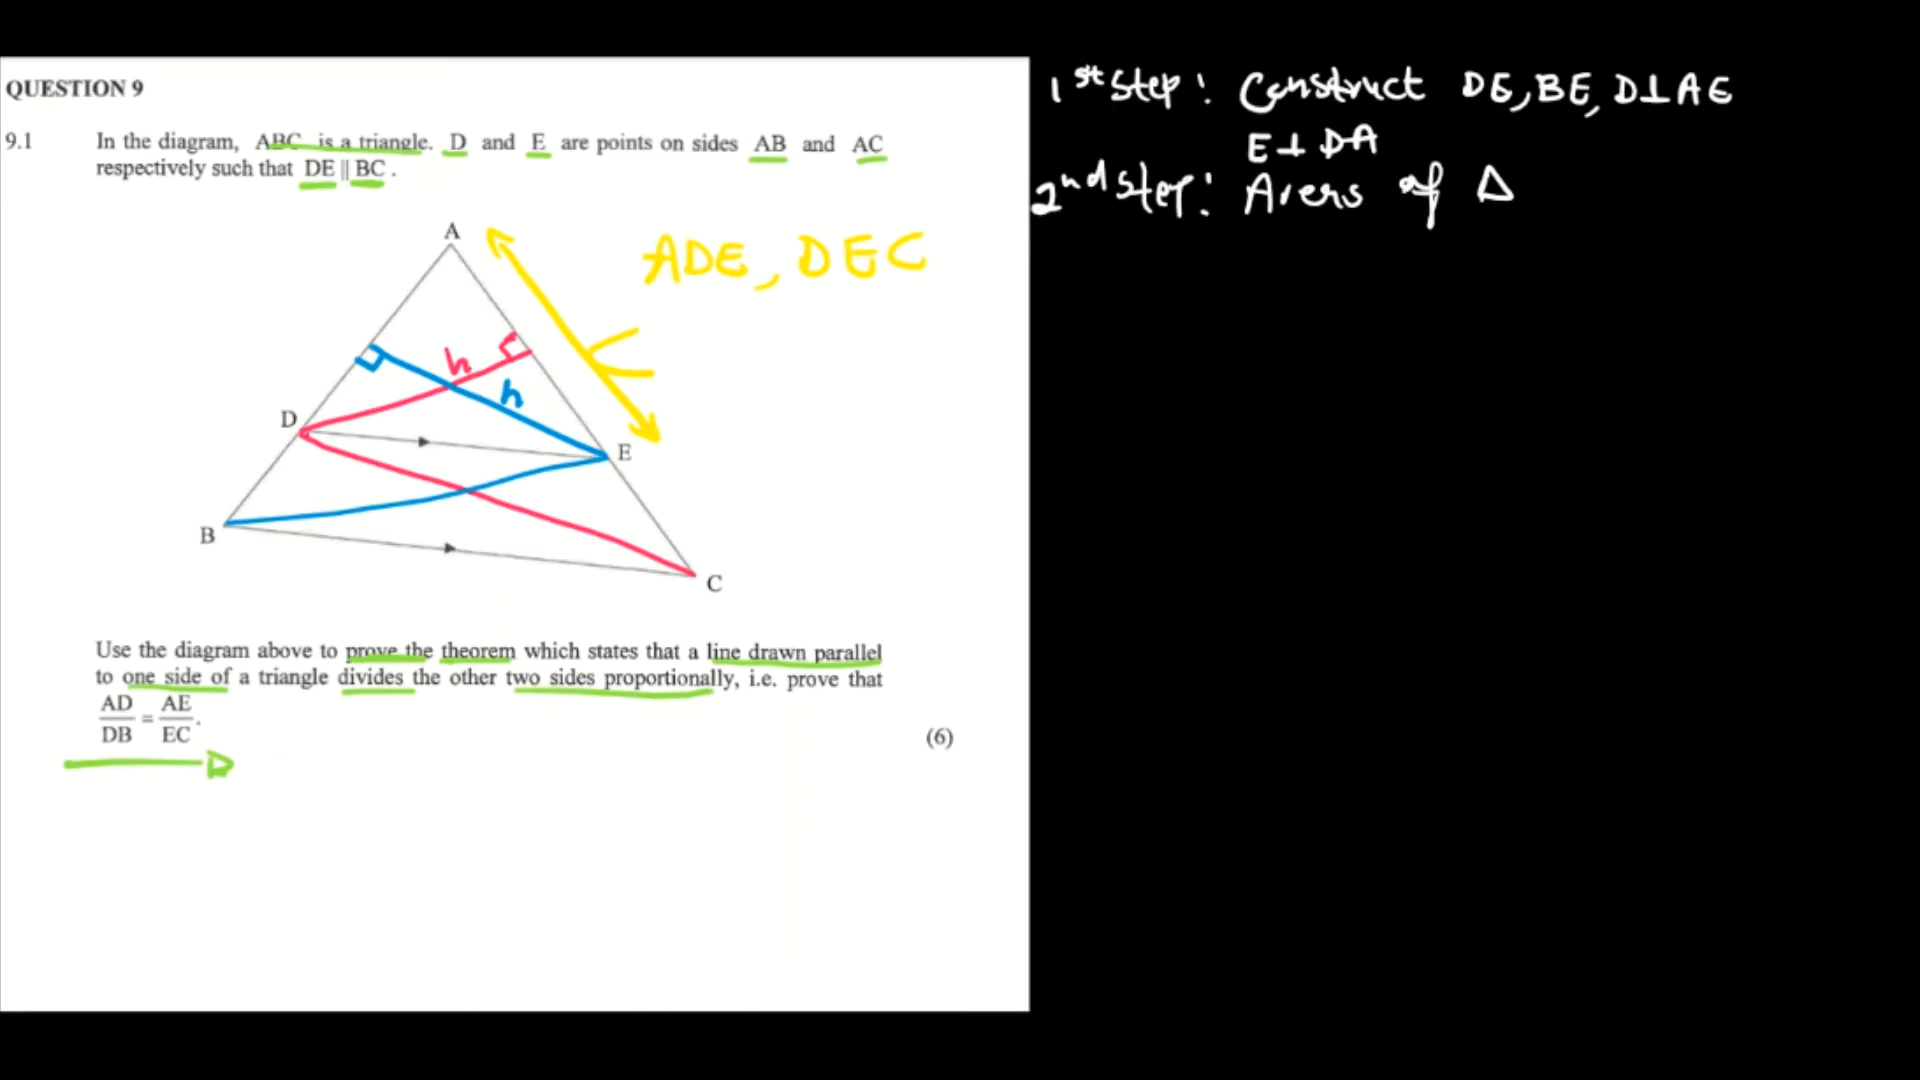 QUESTION 9
9.1 In the diagram, ABC is a triangle. D and E are points on sides AB and AC
respectively such that DE || BC.
A
ADE, DEC
h
h
D
E
B
C
Use the diagram above to prove the theorem which states that a line drawn parallel
to one side of a triangle divides the other two sides proportionally, i.e. prove that
AD/DB = AE/EC.
(6)
1st Step: Construct DE, BE, D⊥AE
E⊥DA
2nd Step: Arers of Δ